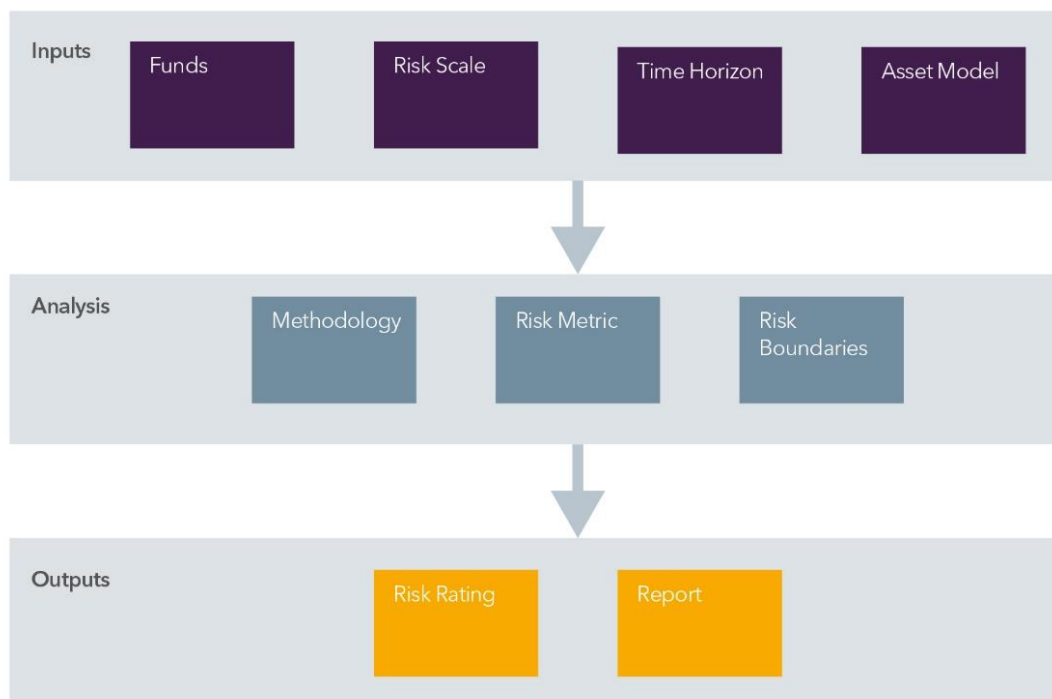 Inputs
Funds
Risk Scale
Time Horizon
Asset Model
Analysis
Methodology
Risk Metric
Risk
Boundaries
Outputs
Risk Rating
Report